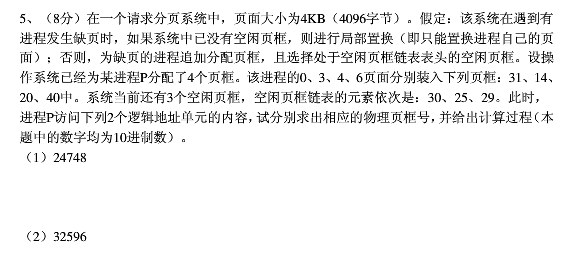 5、（8分）在一个请求分页系统中，页面大小为4KB（4096字节）。假定：该系统在遇到有
进程发生缺页时，如果系统中已没有空闲页框，则进行局部置换（即只能置换进程自己的页
面）；否则，为缺页的进程追加分配页框，且选择处于空闲页框链表表头的空闲页框。设操
作系统已经为某进程P分配了4个页框。该进程的0、3、4、6页面分别装入下列页框：31、14、
20、40中。系统当前还有3个空闲页框，空闲页框链表的元素依次是：30、25、29。此时，
进程P访问下列2个逻辑地址单元的内容，试分别求出相应的物理页框号，并给出计算过程（本
题中的数字均为10进制数）。
（1）24748
（2）32596